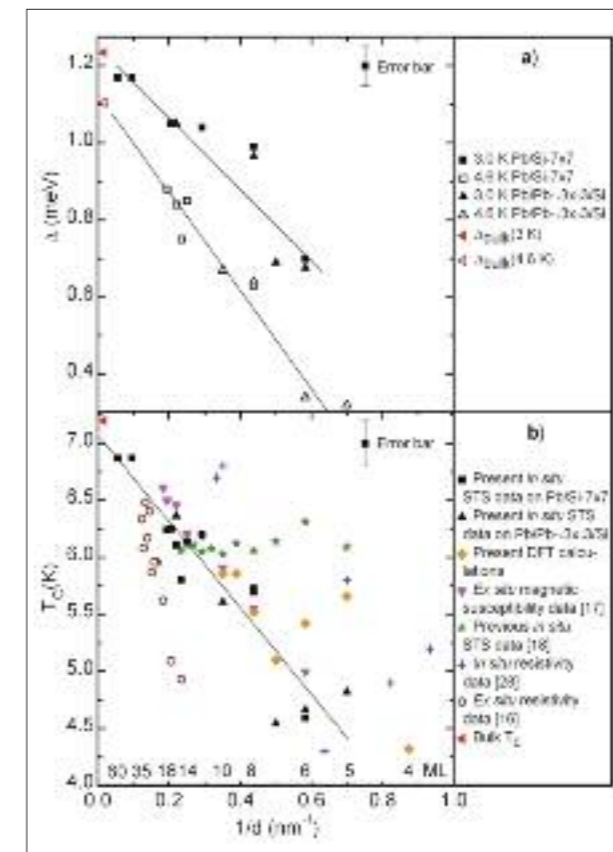 a)
1.2
1.0
0.8
0.6
0.4
Δ (meV)
Error bar
3.0 K Pb/Si-7x7
4.6 K Pb/Si-7x7
3.0 K Pb/Pb-√3x√3/Si
4.6 K Pb/Pb-√3x√3/Si
Δbulk(3 K)
Δbulk(4.6 K)
b)
7.0
6.5
6.0
5.5
5.0
4.5
4.0
TC(K)
Error bar
Present in situ
STS data on Pb/Si-7x7
Present in situ STS
data on Pb/Pb-√3x√3/Si
Present DFT calcu-
lations
Ex situ magnetic
susceptibility data [17]
Previous in situ
STS data [18]
In situ resistivity
data [28]
Ex situ resistivity
data [16]
Bulk TC
60 35 18 14 10 8 6 5 4 ML
0.0 0.2 0.4 0.6 0.8 1.0
1/d (nm⁻¹)